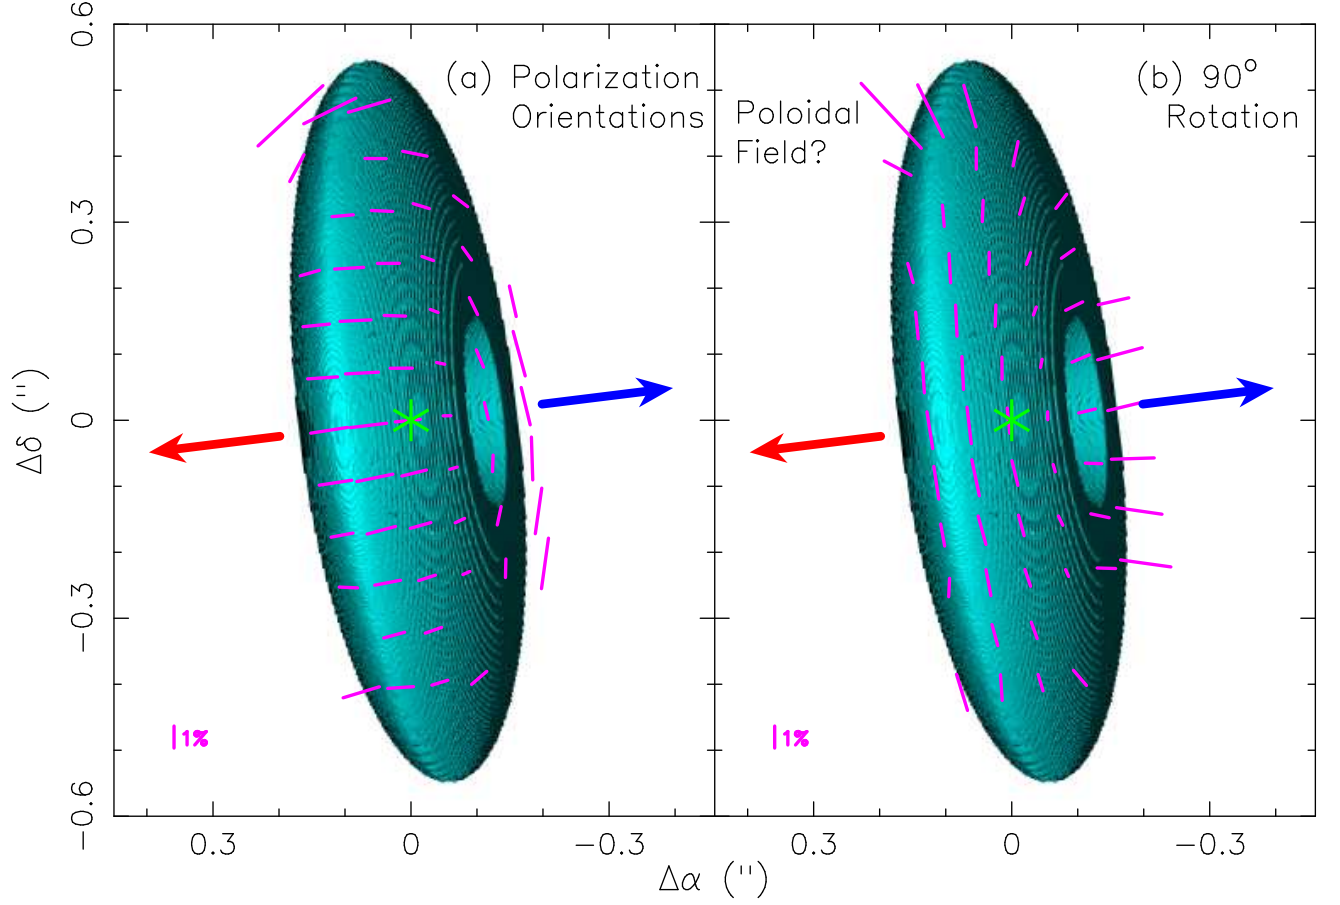 (a) Polarization
Orientations
(b) 90°
Rotation
Poloidal
Field?
0.6
0.3
0
−0.3
−0.6
Δδ (")
1%
1%
0.3
0
−0.3
0.3
0
−0.3
Δα (")